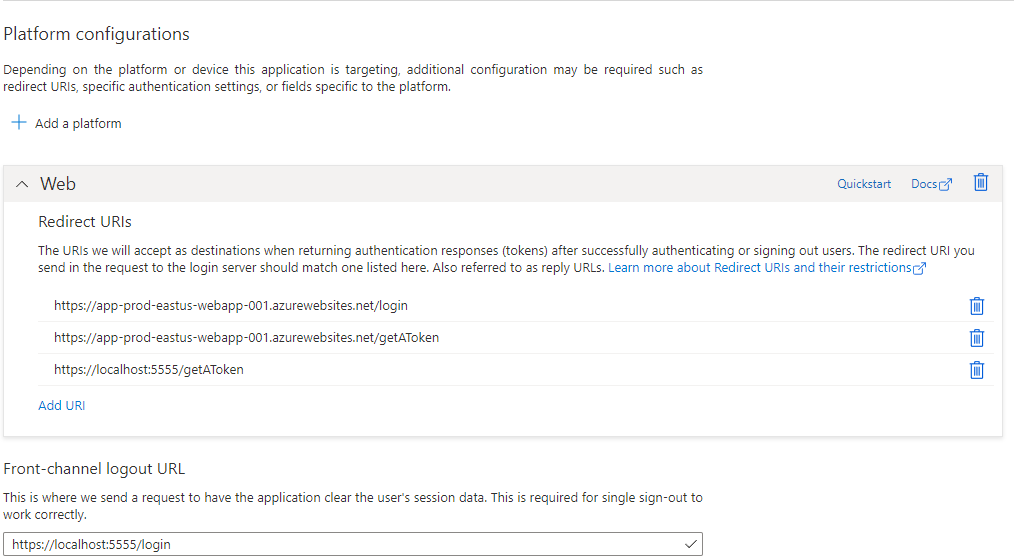 Platform configurations
Depending on the platform or device this application is targeting, additional configuration may be required such as
redirect URIs, specific authentication settings, or fields specific to the platform.
Add a platform
Web
Quickstart
Docs
Redirect URIs
The URIs we will accept as destinations when returning authentication responses (tokens) after successfully authenticating or signing out users. The redirect URI you
send in the request to the login server should match one listed here. Also referred to as reply URLs. Learn more about Redirect URIs and their restrictions
https://app-prod-eastus-webapp-001.azurewebsites.net/login
https://app-prod-eastus-webapp-001.azurewebsites.net/getAToken
https://localhost:5555/getAToken
Add URI
Front-channel logout URL
This is where we send a request to have the application clear the user's session data. This is required for single sign-out to
work correctly.
https://localhost:5555/login